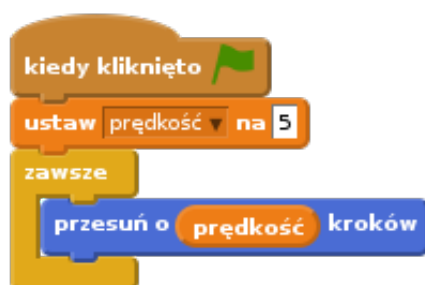 kiedy kliknięto
ustaw prędkość na 5
zawsze
przesuń o prędkość kroków